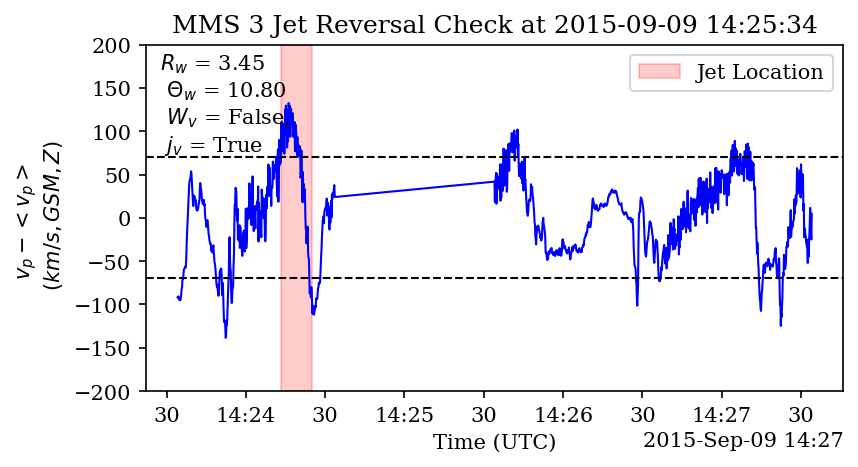 MMS 3 Jet Reversal Check at 2015-09-09 14:25:34
R_w = 3.45
Θ_w = 10.80
W_v = False
j_v = True
Jet Location
v_p − < v_p >
(km/s, GSM, Z)
200
150
100
50
0
−50
−100
−150
−200
30 14:24 30 14:25 30 14:26 30 14:27 30
Time (UTC)
2015-Sep-09 14:27